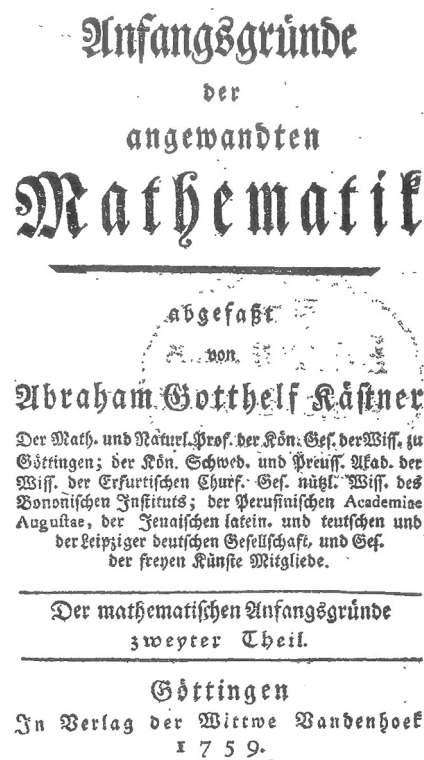 Anfangsgründe
der
angewandten
Mathematik
abgefaßt
von
Abraham Gotthelf Kästner
Der Math. und Naturl. Prof. der Kön. Ges. der Wiss. zu
Göttingen; der Kön. Schwed. und Preuss. Akad. der
Wiss. der Erfurtischen Churf. Ges. nützl. Wiss. des
Bononischen Instituts; der Perusinischen Academiae
Augustae, der Jenaischen latein. und teutschen und
der Leipziger deutschen Gesellschaft, und Ges.
der freyen Künste Mitgliede.
Der mathematischen Anfangsgründe
zweyter Theil.
Göttingen
In Verlag der Wittwe Vandenhoek
1759.